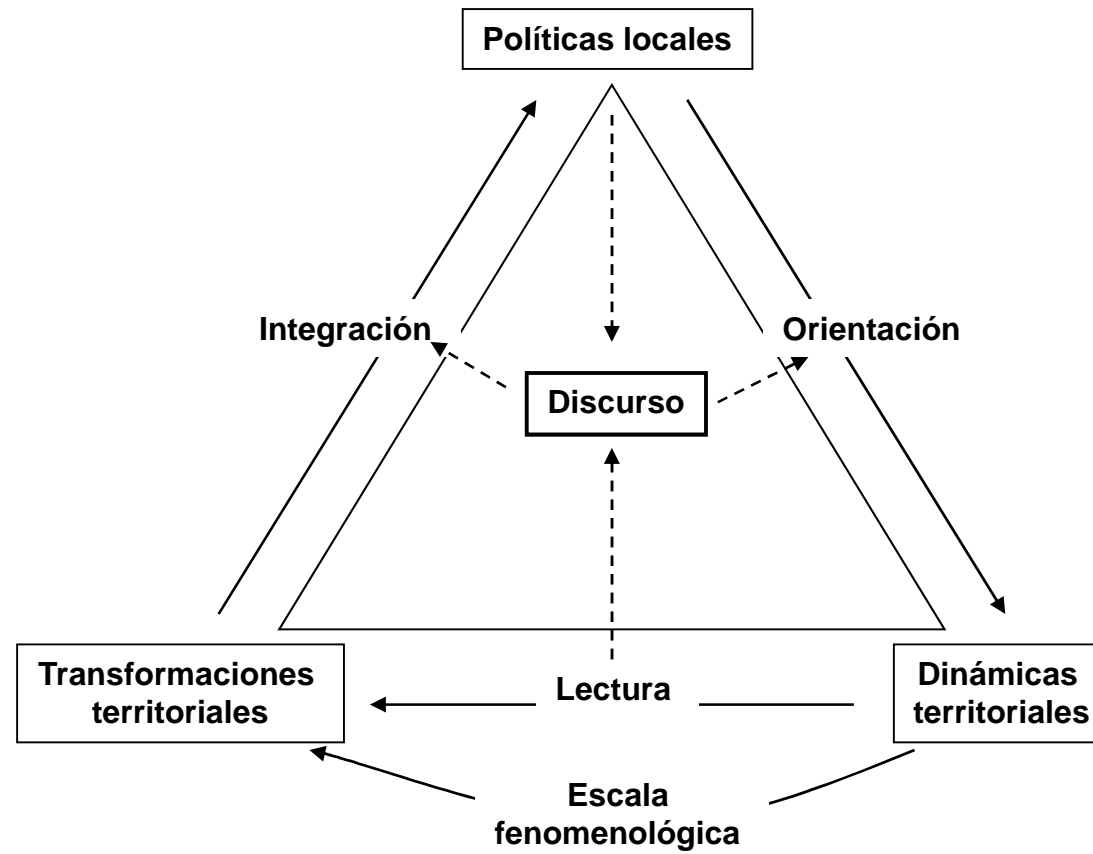 Políticas locales
Integración
Orientación
Discurso
Transformaciones
territoriales
Lectura
Dinámicas
territoriales
Escala
fenomenológica